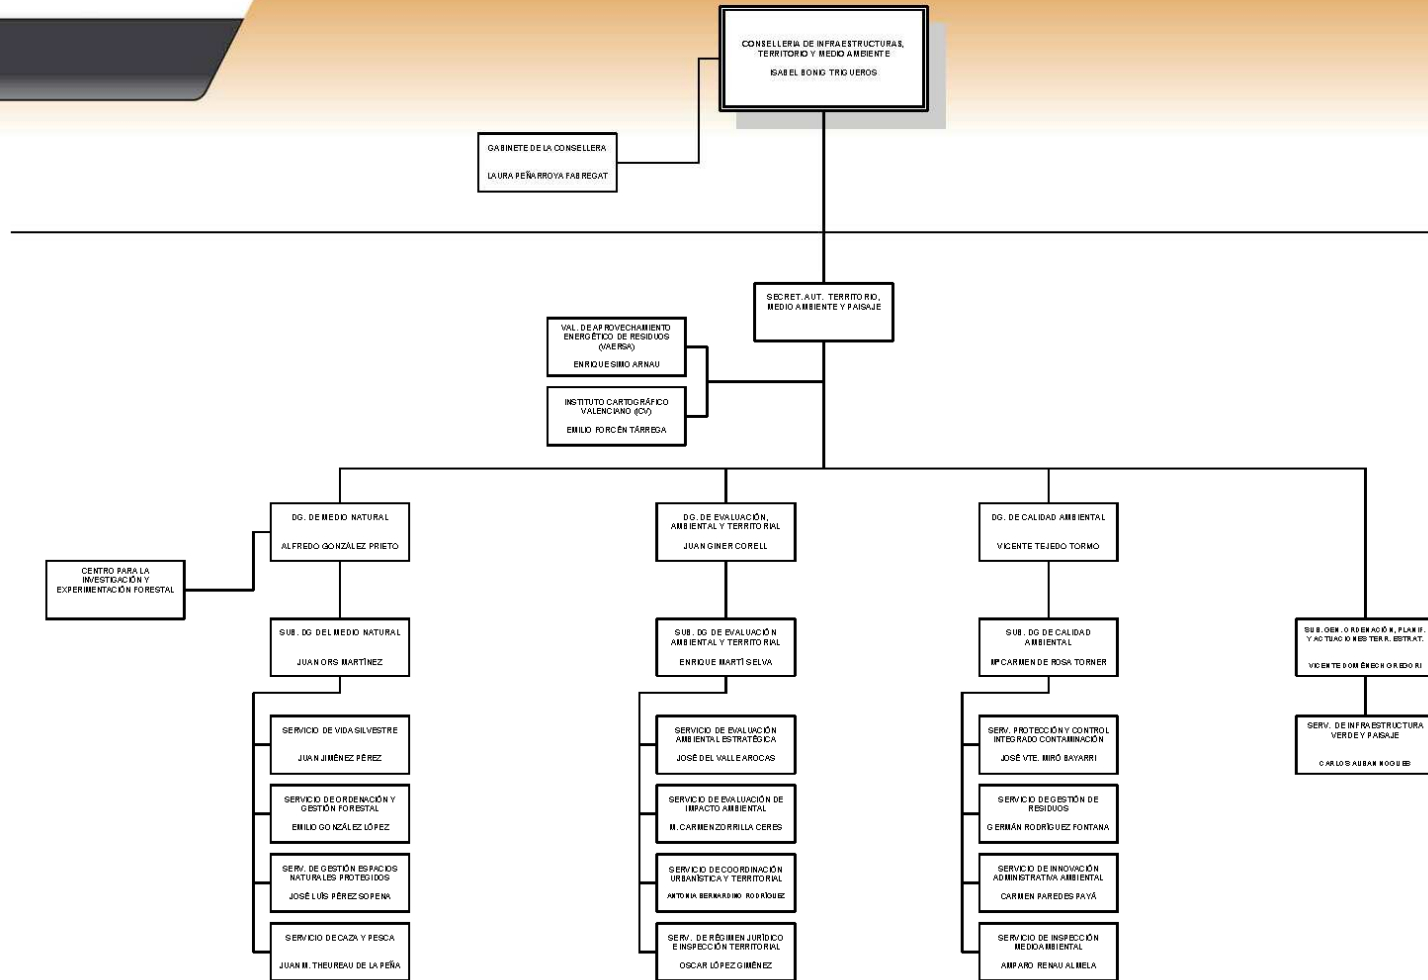 CONSELLERIA DE INFRAESTRUCTURAS,
TERRITORIO Y MEDIO AMBIENTE
ISABEL BONIG TRIGUEROS
GABINETE DE LA CONSELLERA
LAURA PEÑARROYA FABREGAT
SECRET. AUT. TERRITORIO,
MEDIO AMBIENTE Y PAISAJE
VAL. DE APROVECHAMIENTO
ENERGÉTICO DE RESIDUOS
(VAERSA)
ENRIQUE SIMO ARNAU
INSTITUTO CARTOGRÁFICO
VALENCIANO (ICV)
EMILIO FORCÉN TÁRREGA
DG. DE MEDIO NATURAL
ALFREDO GONZÁLEZ PRIETO
DG. DE EVALUACIÓN,
AMBIENTAL Y TERRITORIAL
JUAN GINER CORELL
DG. DE CALIDAD AMBIENTAL
VICENTE TEJEDO TORMO
CENTRO PARA LA
INVESTIGACIÓN Y
EXPERIMENTACIÓN FORESTAL
SUB. DG DEL MEDIO NATURAL
JUAN ORS MARTÍNEZ
SUB. DG DE EVALUACIÓN
AMBIENTAL Y TERRITORIAL
ENRIQUE MARTÍ SELVA
SUB. DG DE CALIDAD
AMBIENTAL
Mª CARMEN DE ROSA TORNER
SUB. GEN. ORDENACIÓN, PLANIF.
Y ACTUACIONES TERR. ESTRAT.
VICENTE DOMÉNECH GREGORI
SERVICIO DE VIDA SILVESTRE
JUAN JIMÉNEZ PÉREZ
SERVICIO DE EVALUACIÓN
AMBIENTAL ESTRATÉGICA
JOSÉ DEL VALLE AROCAS
SERV. PROTECCIÓN Y CONTROL
INTEGRADO CONTAMINACIÓN
JOSÉ VTE. MIRÓ BAYARRI
SERV. DE INFRAESTRUCTURA
VERDE Y PAISAJE
CARLOS AUBAN NOGUES
SERVICIO DE ORDENACIÓN Y
GESTIÓN FORESTAL
EMILIO GONZÁLEZ LÓPEZ
SERVICIO DE EVALUACIÓN DE
IMPACTO AMBIENTAL
M. CARMEN ZORRILLA CERES
SERVICIO DE GESTIÓN DE
RESIDUOS
GERMÁN RODRÍGUEZ FONTANA
SERV. DE GESTIÓN ESPACIOS
NATURALES PROTEGIDOS
JOSÉ LUÍS PÉREZ SOPENA
SERVICIO DE COORDINACIÓN
URBANÍSTICA Y TERRITORIAL
ANTONIA BERNARDINO RODRÍGUEZ
SERVICIO DE INNOVACIÓN
ADMINISTRATIVA AMBIENTAL
CARMEN PAREDES PAYÁ
SERVICIO DE CAZA Y PESCA
JUAN M. THEUREAU DE LA PEÑA
SERV. DE RÉGIMEN JURÍDICO
E INSPECCIÓN TERRITORIAL
OSCAR LÓPEZ GIMÉNEZ
SERVICIO DE INSPECCIÓN
MEDIOAMBIENTAL
AMPARO RENAU ALMELA